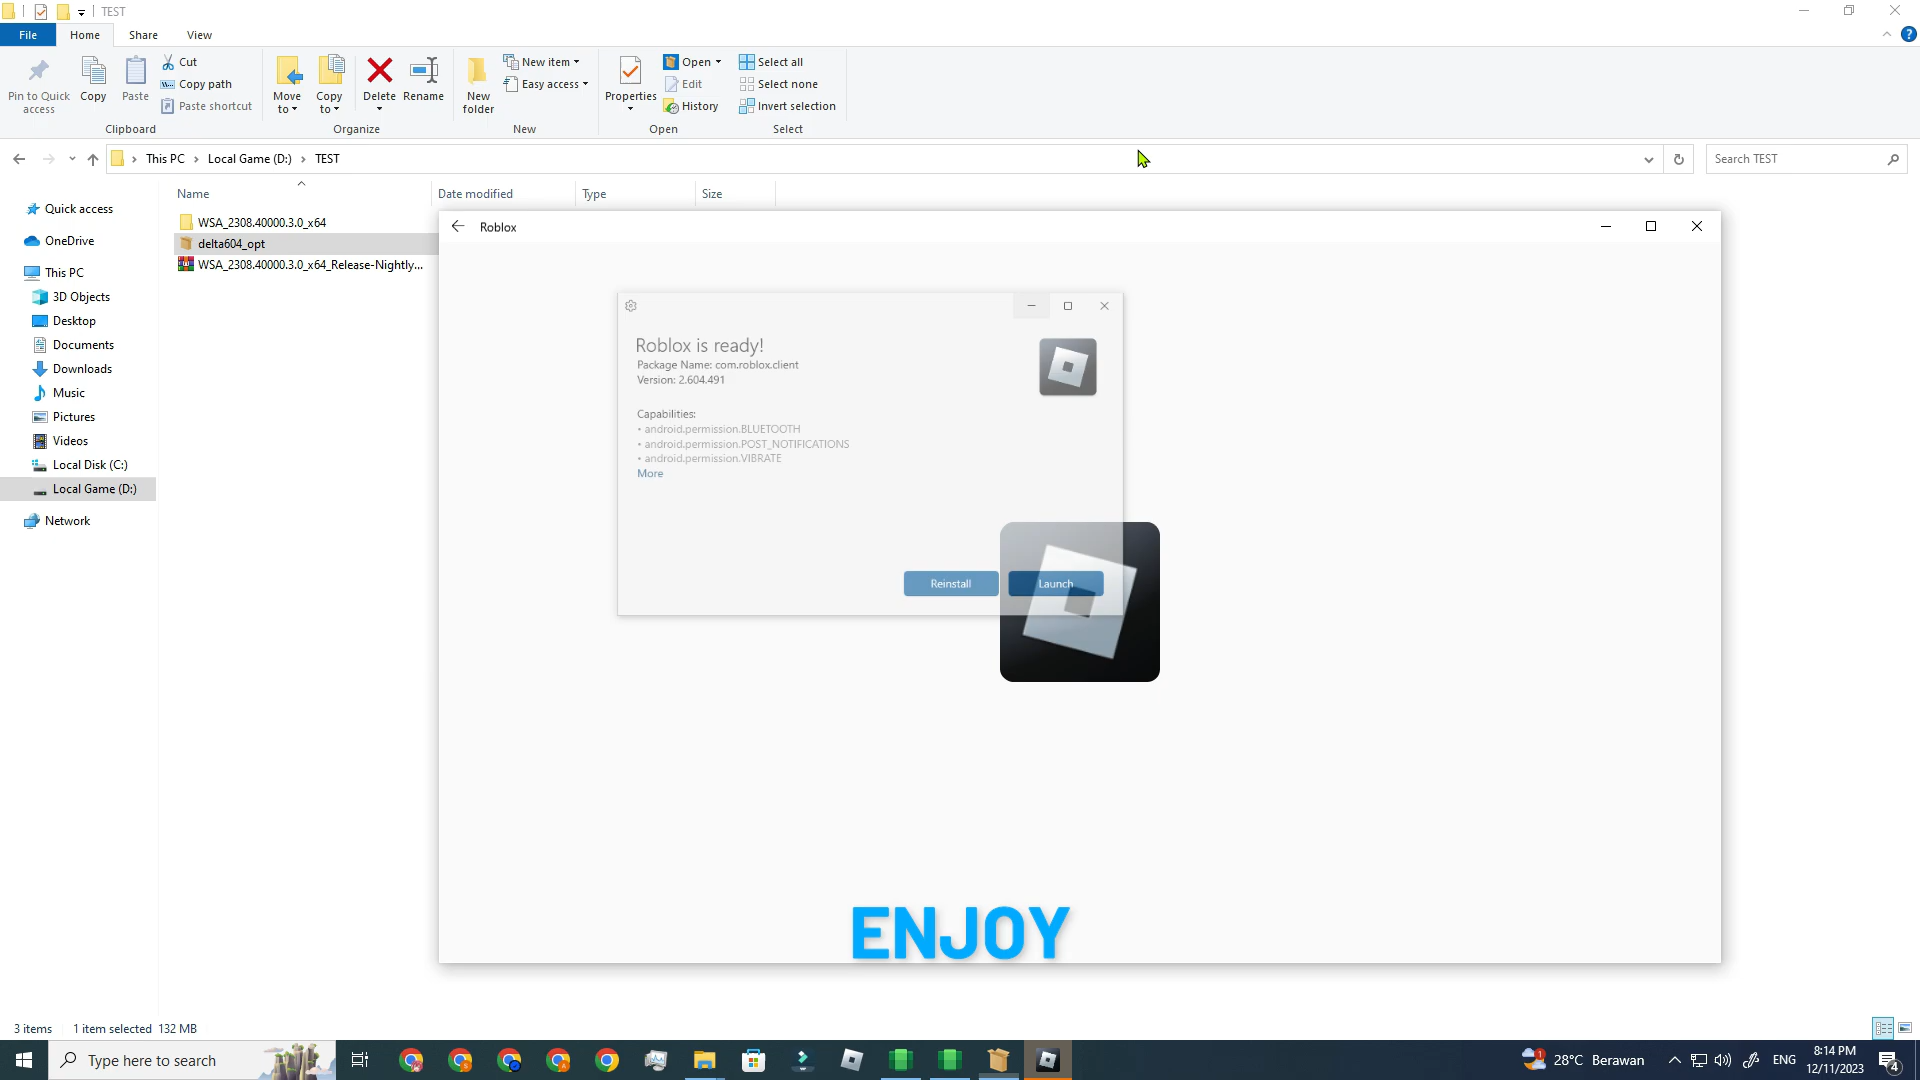 TEST
File
Home
Share
View
Pin to Quick
access
Copy
Paste
Cut
Copy path
Paste shortcut
Clipboard
Move
to
Copy
to
Delete
Rename
Organize
New
folder
New item
Easy access
New
Properties
Open
Edit
History
Open
Select all
Select none
Invert selection
Select
This PC
Local Game (D:)
TEST
Search TEST
Name
Date modified
Type
Size
Quick access
OneDrive
This PC
3D Objects
Desktop
Documents
Downloads
Music
Pictures
Videos
Local Disk (C:)
Local Game (D:)
Network
WSA_2308.40000.3.0_x64
delta604_opt
WSA_2308.40000.3.0_x64_Release-Nightly...
Roblox
Roblox is ready!
Package Name: com.roblox.client
Version: 2.604.491
Capabilities:
• android.permission.BLUETOOTH
• android.permission.POST_NOTIFICATIONS
• android.permission.VIBRATE
More
Reinstall
Launch
ENJOY
3 items
1 item selected 132 MB
Type here to search
28°C Berawan
ENG
8:14 PM
12/11/2023
4